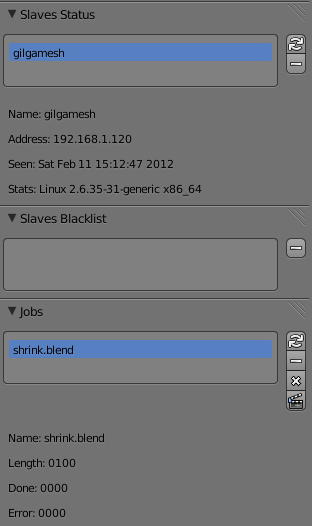 Slaves Status
gilgamesh
Name: gilgamesh
Address: 192.168.1.120
Seen: Sat Feb 11 15:12:47 2012
Stats: Linux 2.6.35-31-generic x86_64
Slaves Blacklist
Jobs
shrink.blend
Name: shrink.blend
Length: 0100
Done: 0000
Error: 0000